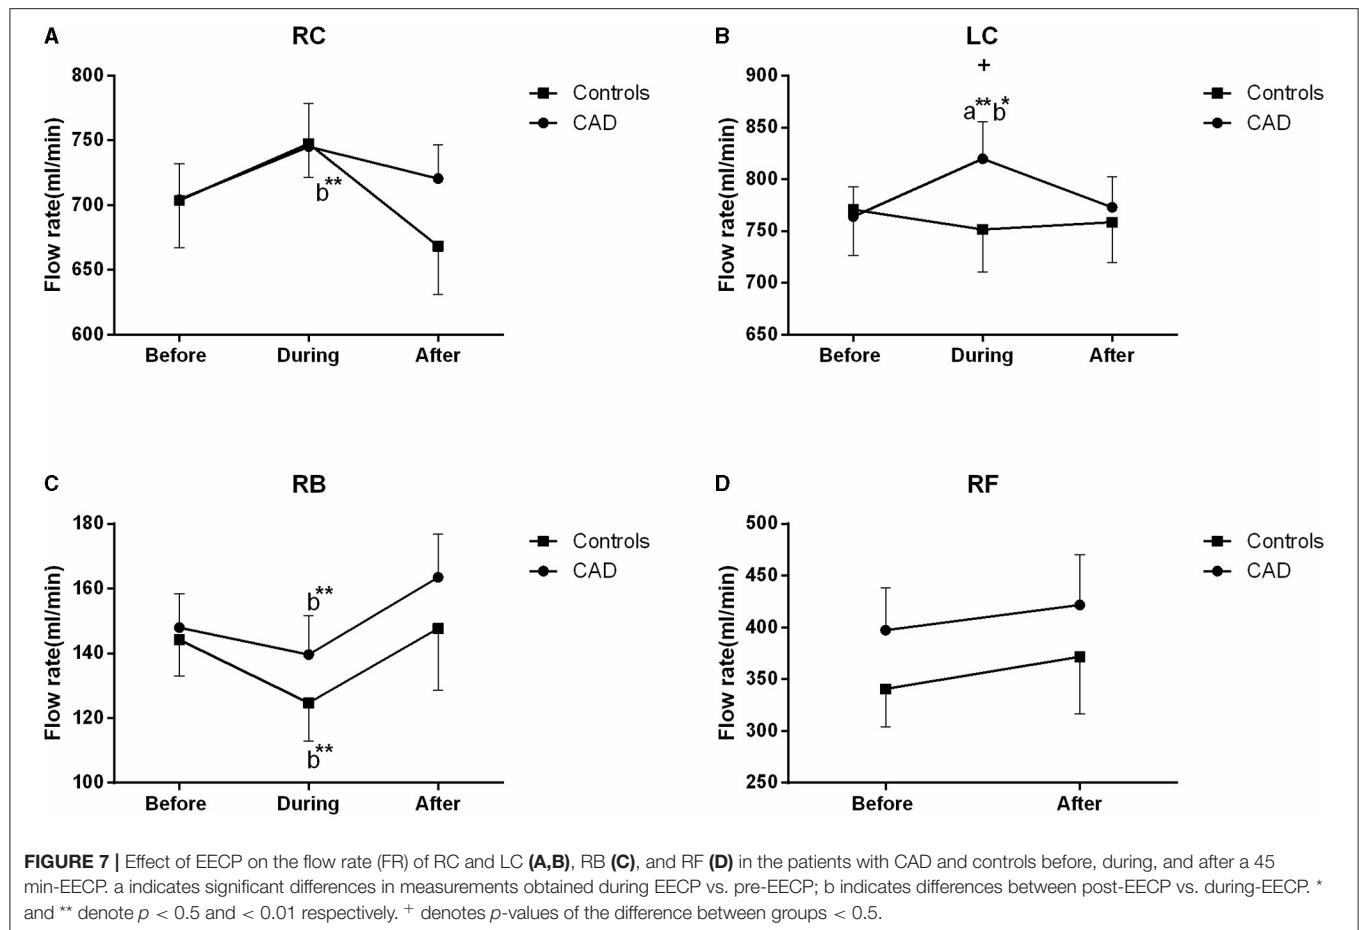 A
RC
800
750
700
650
600
Flow rate(ml/min)
Controls
CAD
b**
Before During After
B
LC
+
900
850
800
750
700
650
Flow rate(ml/min)
a** b*
Controls
CAD
Before During After
C
RB
180
160
140
120
100
Flow rate(ml/min)
Controls
CAD
b**
b**
Before During After
D
RF
500
450
400
350
300
250
Flow rate(ml/min)
Controls
CAD
Before After
FIGURE 7 | Effect of EECP on the flow rate (FR) of RC and LC (A,B), RB (C), and RF (D) in the patients with CAD and controls before, during, and after a 45
min-EECP. a indicates significant differences in measurements obtained during EECP vs. pre-EECP; b indicates differences between post-EECP vs. during-EECP. *
and ** denote p < 0.5 and < 0.01 respectively. + denotes p-values of the difference between groups < 0.5.